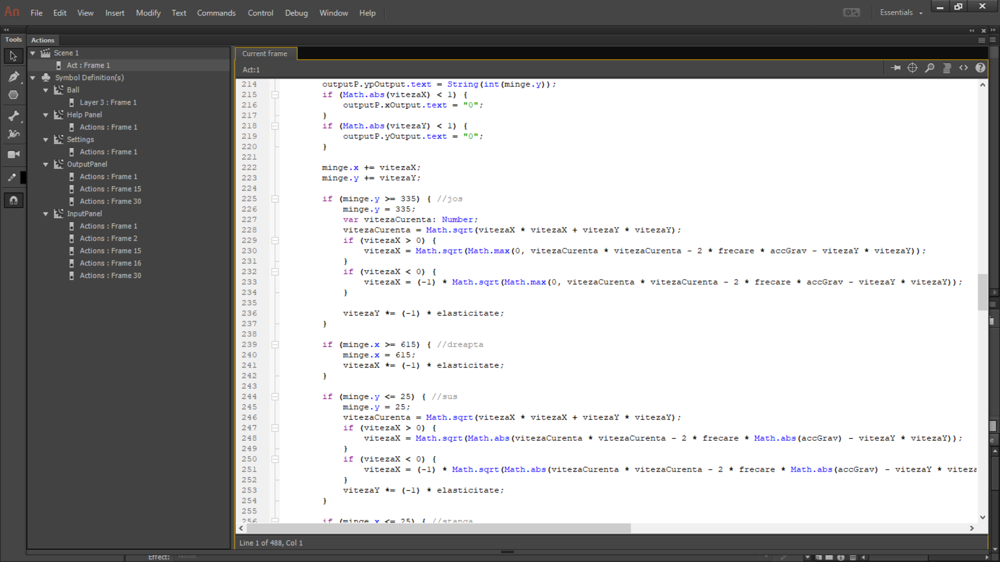 An File Edit View Insert Modify Text Commands Control Debug Window Help Essentials
Tools
Actions
Scene 1
Act : Frame 1
Symbol Definition(s)
Ball
Layer 3 : Frame 1
Help Panel
Actions : Frame 1
Settings
Actions : Frame 1
OutputPanel
Actions : Frame 1
Actions : Frame 15
Actions : Frame 30
InputPanel
Actions : Frame 1
Actions : Frame 2
Actions : Frame 15
Actions : Frame 16
Actions : Frame 30
Current frame
Act:1
214 outputP.ypOutput.text = String(int(minge.y));
215 if (Math.abs(vitezaX) < 1) {
216 outputP.xOutput.text = "0";
217 }
218 if (Math.abs(vitezaY) < 1) {
219 outputP.yOutput.text = "0";
220 }
221
222 minge.x += vitezaX;
223 minge.y += vitezaY;
224
225 if (minge.y >= 335) { //jos
226 minge.y = 335;
227 var vitezaCurenta: Number;
228 vitezaCurenta = Math.sqrt(vitezaX * vitezaX + vitezaY * vitezaY);
229 if (vitezaX > 0) {
230 vitezaX = Math.sqrt(Math.max(0, vitezaCurenta * vitezaCurenta - 2 * frecare * accGrav - vitezaY * vitezaY));
231 }
232 if (vitezaX < 0) {
233 vitezaX = (-1) * Math.sqrt(Math.max(0, vitezaCurenta * vitezaCurenta - 2 * frecare * accGrav - vitezaY * vitezaY));
234 }
235
236 vitezaY *= (-1) * elasticitate;
237 }
238
239 if (minge.x >= 615) { //dreapta
240 minge.x = 615;
241 vitezaX *= (-1) * elasticitate;
242 }
243
244 if (minge.y <= 25) { //sus
245 minge.y = 25;
246 vitezaCurenta = Math.sqrt(vitezaX * vitezaX + vitezaY * vitezaY);
247 if (vitezaX > 0) {
248 vitezaX = Math.sqrt(Math.abs(vitezaCurenta * vitezaCurenta - 2 * frecare * Math.abs(accGrav) - vitezaY * vitezaY));
249 }
250 if (vitezaX < 0) {
251 vitezaX = (-1) * Math.sqrt(Math.abs(vitezaCurenta * vitezaCurenta - 2 * frecare * Math.abs(accGrav) - vitezaY * viteza
252 }
253 vitezaY *= (-1) * elasticitate;
254 }
255
256 if (minge.x <= 25) { //stanga
Line 1 of 488, Col 1
Effect: None